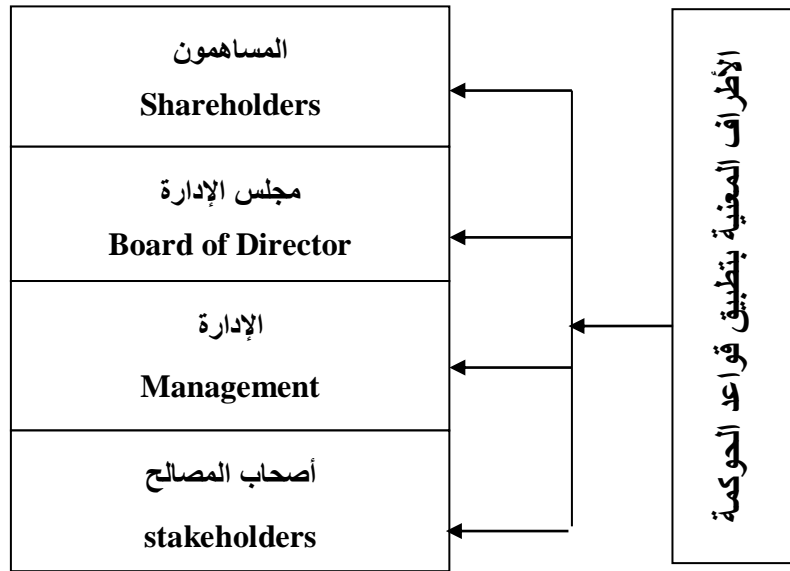 الأطراف المعنية بتطبيق قواعد الحوكمة
المساهمون
Shareholders
مجلس الإدارة
Board of Director
الإدارة
Management
أصحاب المصالح
stakeholders